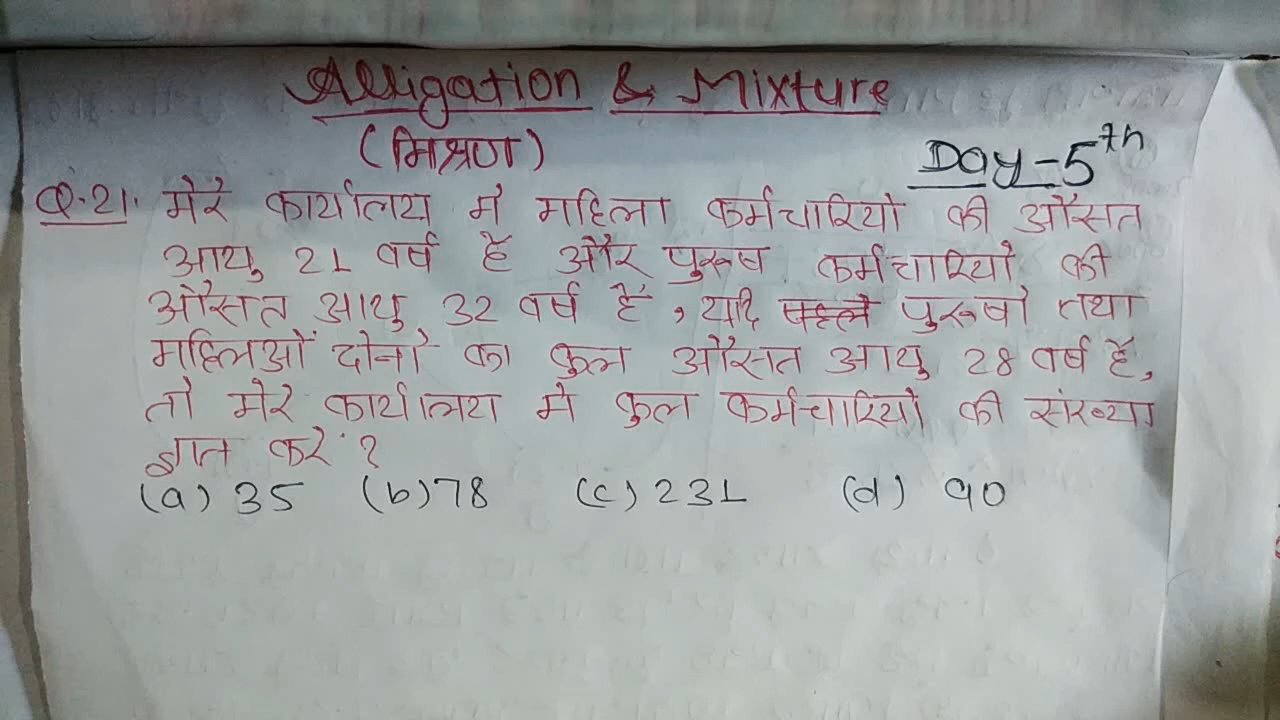 Alligation & Mixture
(मिश्रण)
Day-5th
Q.21. मेरे कार्यालय में महिला कर्मचारियों की औसत
आयु 21 वर्ष है और पुरूष कर्मचारियो की
औसत आयु 32 वर्ष है, यदि पुरूषो तथा
महिलओं दोनो का कुल औसत आयु 28 वर्ष है,
तो मेरे कार्यालय मे कुल कर्मचारियों की संख्या
ज्ञात करें ?
(a) 35 (b) 78 (c) 231 (d) 90